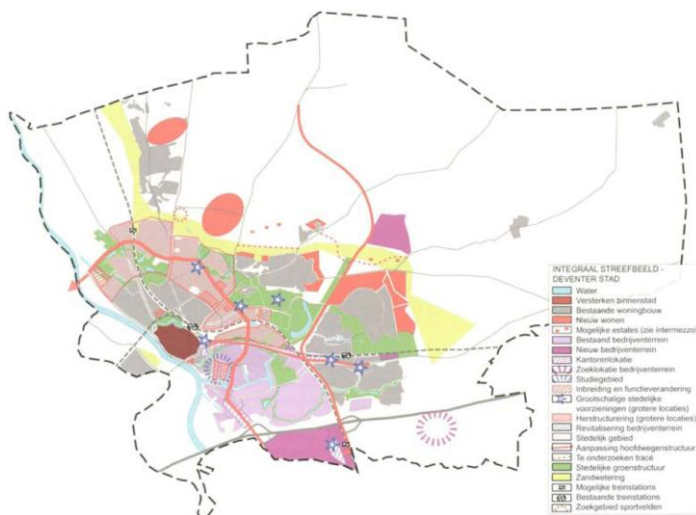 INTEGRAAL STREEFBEELD -
DEVENTER STAD
Water
Versterken binnenstad
Bestaande woningbouw
Nieuw wonen
Mogelijke estates (zie intermezzo)
Bestaand bedrijventerrein
Nieuw bedrijventerrein
Kantorenlokatie
Zoeklokatie bedrijventerrein
Studiegebied
Inbreiding en functieverandering
Grootschalige stedelijke
voorzieningen (grotere locaties)
Herstructurering (grotere locaties)
Revitalisering bedrijventerrein
Stedelijk gebied
Aanpassing hoofdwegenstructuur
Te onderzoeken tracé
Stedelijke groenstructuur
Zandwetering
Mogelijke treinstations
Bestaande treinstations
Zoekgebied sportvelden